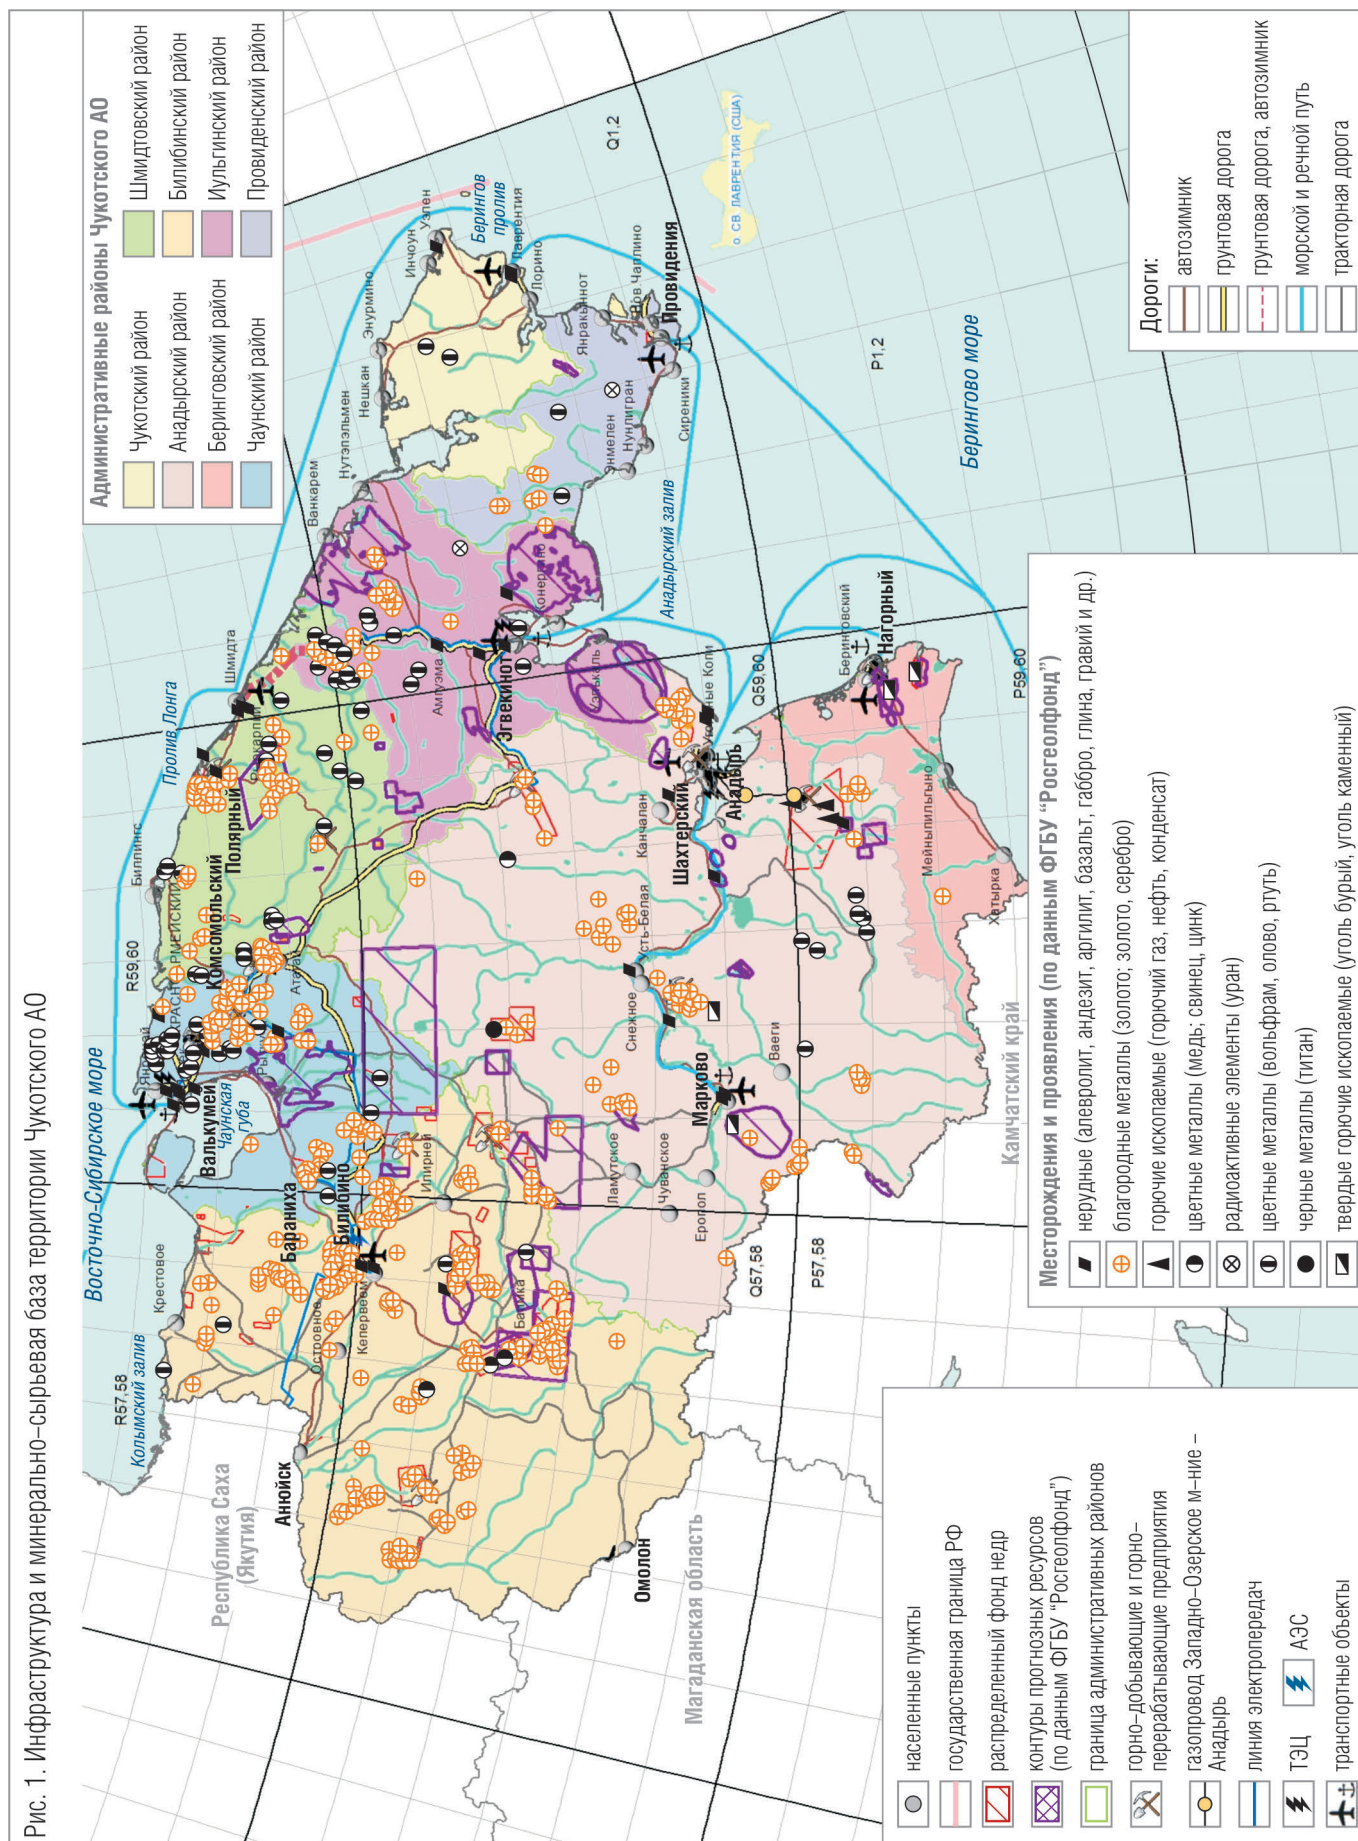 Рис. 1. Инфраструктура и минерально–сырьевая база территории Чукотского АО
Административные районы Чукотского АО
Чукотский район
Анадырский район
Беринговский район
Чаунский район
Шмидтовский район
Билибинский район
Иульгинский район
Провиденский район
Восточно-Сибирское море
Колымский залив
Чаунская губа
Пролив Лонга
Берингов пролив
Анадырский залив
Берингово море
о. СВ. ЛАВРЕНТИЯ (США)
Республика Саха
(Якутия)
Магаданская область
Камчатский край
R57,58
R59,60
Q57,58
P57,58
Q59,60
P59,60
Q1,2
P1,2
0
Крестовое
Анюйск
Омолон
Островное
Кепервеем
Билибино
Бараниха
Валькумей
Илирней
Ламутское
Чуванское
Еропол
Марково
Ваеги
Снежное
Усть-Белая
Канчалан
Шахтерский
Анадырь
Угольные Копи
Уэлькаль
Эгвекинот
Конергино
Амгуэма
Комсомольский
Полярный
Биллингс
Шмидта
Ванкарем
Нутэпэльмен
Нешкан
Энурмино
Инчоун
Уэлен
Лаврентия
Лорино
Янракыннот
Нов.Чаплино
Провидения
Сиреники
Нунлигран
Энмелен
Беринговский
Нагорный
Мейныпильгыно
Хатырка
Дороги:
автозимник
грунтовая дорога
грунтовая дорога, автозимник
морской и речной путь
тракторная дорога
Месторождения и проявления (по данным ФГБУ “Росгеолфонд”)
нерудные (алевролит, андезит, аргилит, базальт, габбро, глина, гравий и др.)
благородные металлы (золото; золото, серебро)
горючие ископаемые (горючий газ, нефть, конденсат)
цветные металлы (медь; свинец, цинк)
радиоактивные элементы (уран)
цветные металлы (вольфрам, олово, ртуть)
черные металлы (титан)
твердые горючие ископаемые (уголь бурый, уголь каменный)
населенные пункты
государственная граница РФ
распределенный фонд недр
контуры прогнозных ресурсов
(по данным ФГБУ “Росгеолфонд”)
граница административных районов
горно–добывающие и горно–
перерабатывающие предприятия
газопровод Западно–Озерское м–ние –
Анадырь
линия электропередач
ТЭЦ
АЭС
транспортные объекты